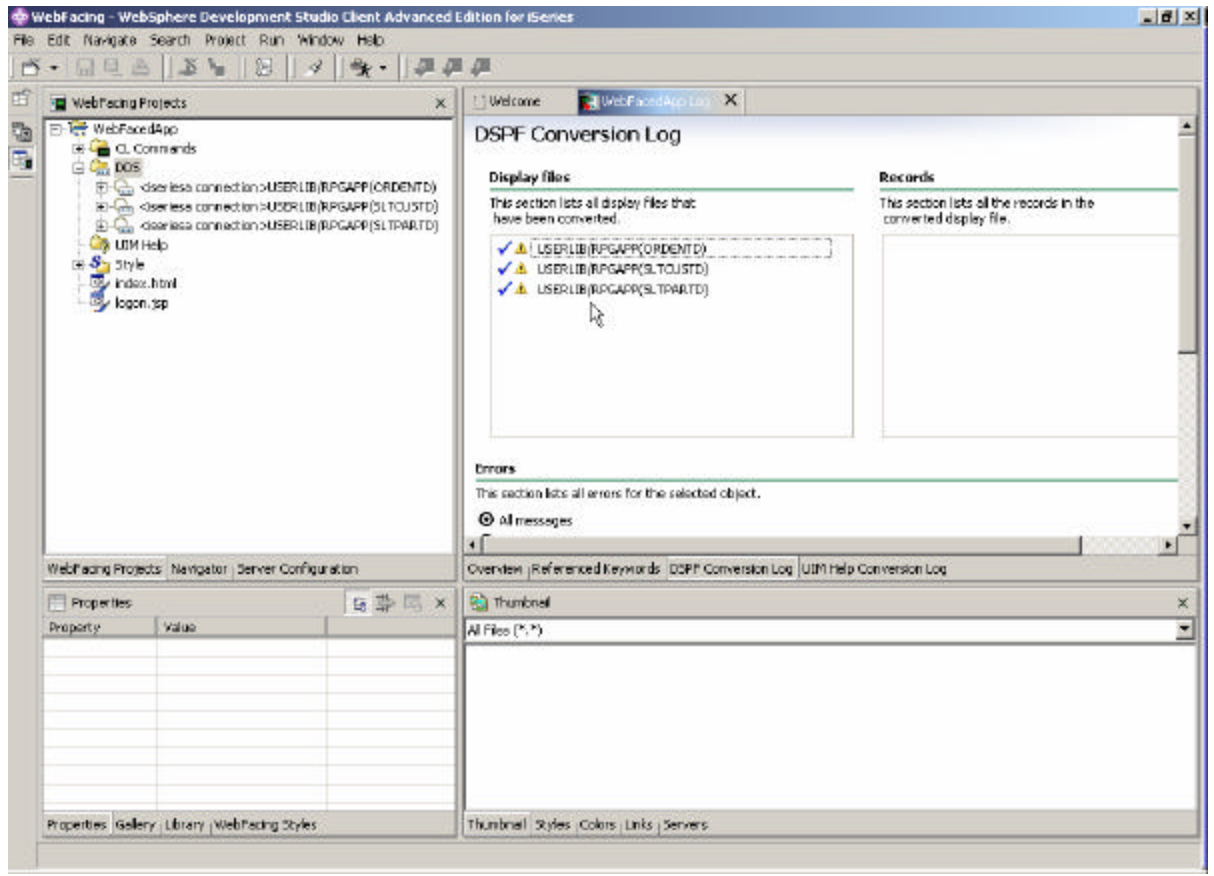 WebFacing - WebSphere Development Studio Client Advanced Edition for iSeries
File Edit Navigate Search Project Run Window Help
WebFacing Projects
WebFacedApp
CL Commands
DDS
<iseriesa connection>USERLIB/RPGAPP(ORDENTD)
<iseriesa connection>USERLIB/RPGAPP(SLTCUSTD)
<iseriesa connection>USERLIB/RPGAPP(SLTPARTD)
UIM Help
Style
index.html
logon.jsp
WebFacing Projects Navigator Server Configuration
Welcome WebFacedApp Log
DSPF Conversion Log
Display files
This section lists all display files that
have been converted.
USERLIB/RPGAPP(ORDENTD)
USERLIB/RPGAPP(SLTCUSTD)
USERLIB/RPGAPP(SLTPARTD)
Records
This section lists all the records in the
converted display file.
Errors
This section lists all errors for the selected object.
All messages
Overview Referenced Keywords DSPF Conversion Log UIM Help Conversion Log
Properties
Property Value
Properties Gallery Library WebFacing Styles
Thumbnail
All Files (*.*)
Thumbnail Styles Colors Links Servers